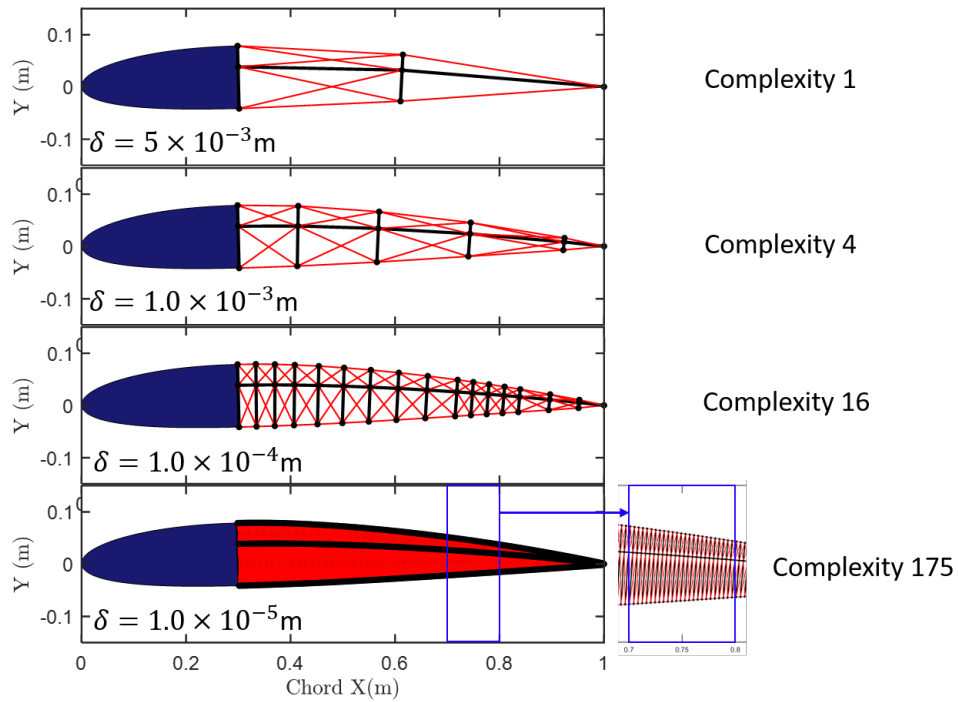 Y (m)
0.1
0
-0.1
δ = 5 × 10⁻³m
Complexity 1
Y (m)
0.1
0
-0.1
δ = 1.0 × 10⁻³m
Complexity 4
Y (m)
0.1
0
-0.1
δ = 1.0 × 10⁻⁴m
Complexity 16
Y (m)
0.1
0
-0.1
δ = 1.0 × 10⁻⁵m
Complexity 175
0.7 0.75 0.8
0 0.2 0.4 0.6 0.8 1
Chord X(m)